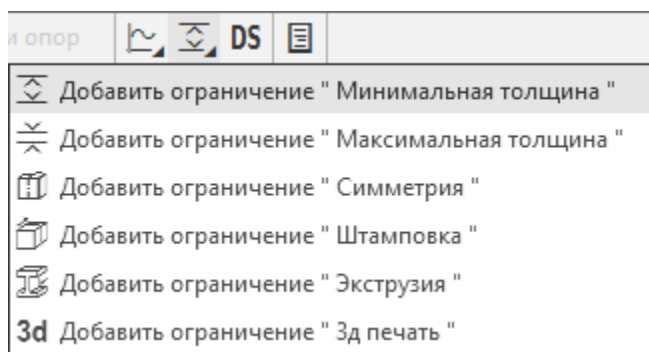 и опор DS
Добавить ограничение " Минимальная толщина "
Добавить ограничение " Максимальная толщина "
Добавить ограничение " Симметрия "
Добавить ограничение " Штамповка "
Добавить ограничение " Экструзия "
3d Добавить ограничение " 3д печать "